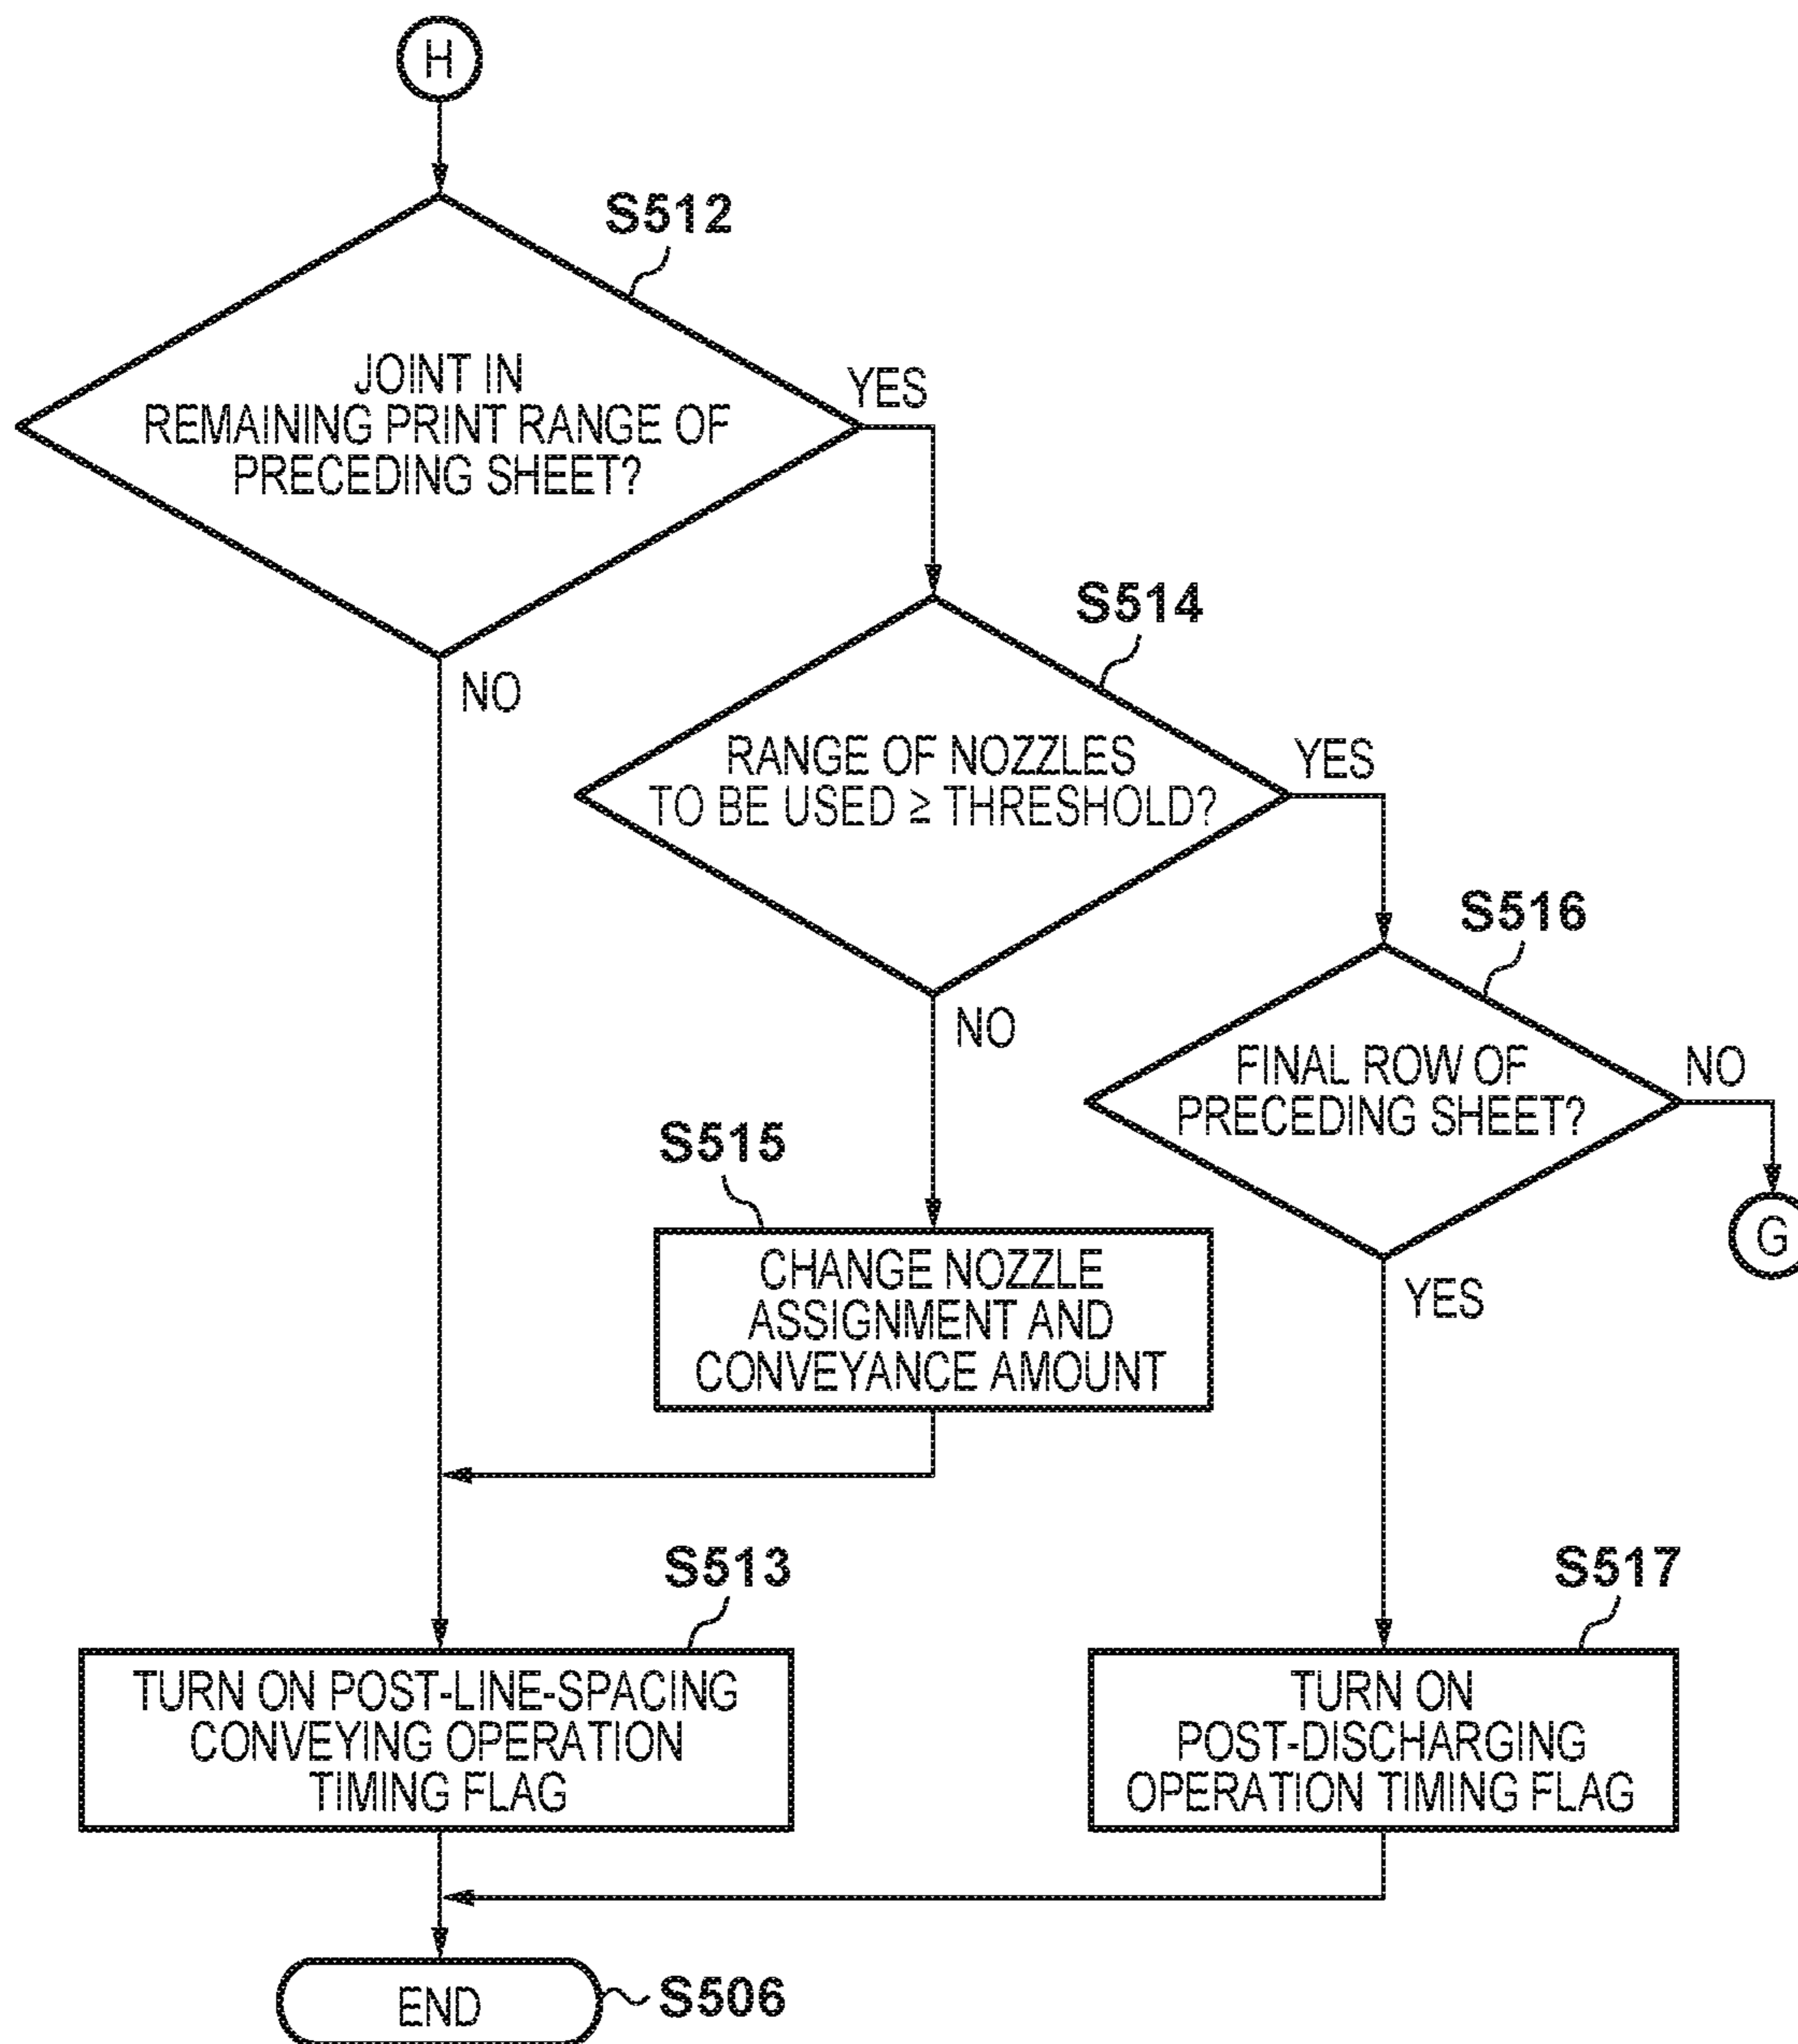 H
S512
JOINT IN
REMAINING PRINT RANGE OF
PRECEDING SHEET?
YES
NO
S514
RANGE OF NOZZLES
TO BE USED ≥ THRESHOLD?
YES
NO
S516
FINAL ROW OF
PRECEDING SHEET?
NO
YES
G
S515
CHANGE NOZZLE
ASSIGNMENT AND
CONVEYANCE AMOUNT
S513
TURN ON POST-LINE-SPACING
CONVEYING OPERATION
TIMING FLAG
S517
TURN ON
POST-DISCHARGING
OPERATION TIMING FLAG
END
S506